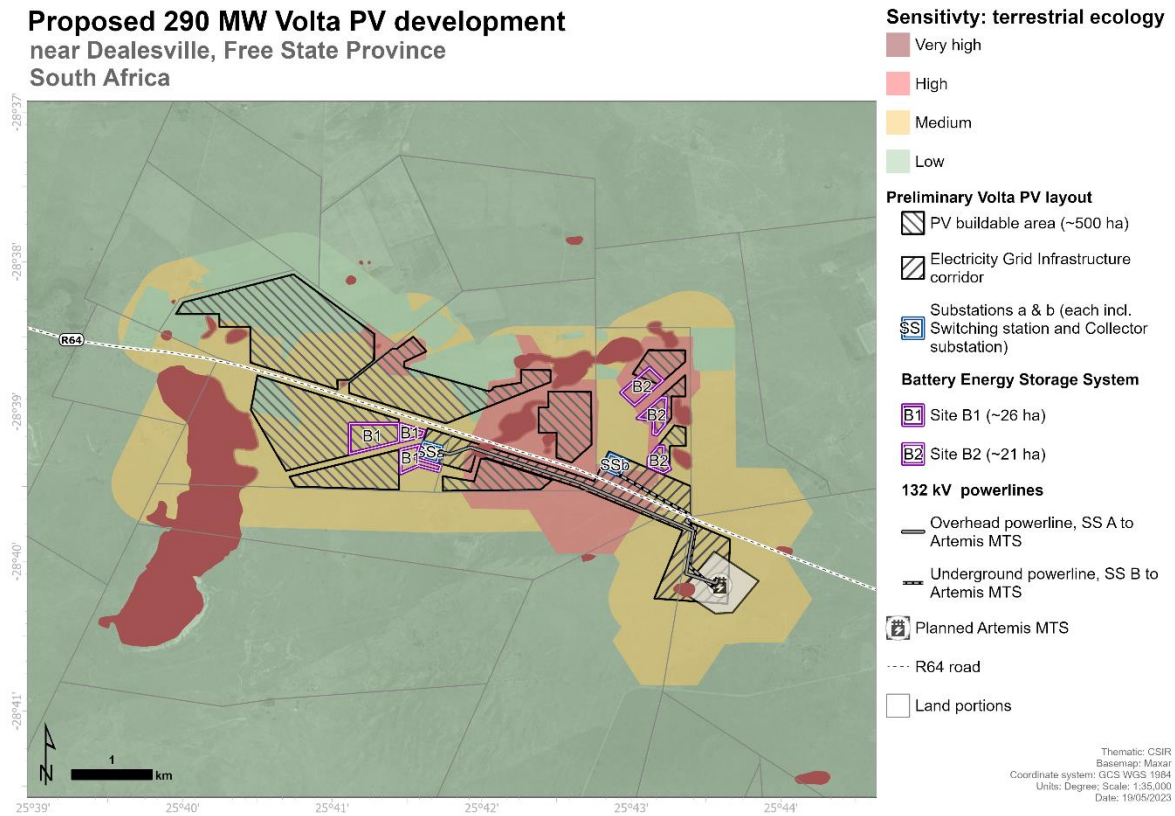 Proposed 290 MW Volta PV development
near Dealesville, Free State Province
South Africa
Sensitivty: terrestrial ecology
Very high
High
Medium
Low
Preliminary Volta PV layout
PV buildable area (~500 ha)
Electricity Grid Infrastructure
corridor
SS
Substations a & b (each incl.
Switching station and Collector
substation)
Battery Energy Storage System
B1
Site B1 (~26 ha)
B2
Site B2 (~21 ha)
132 kV powerlines
Overhead powerline, SS A to
Artemis MTS
Underground powerline, SS B to
Artemis MTS
Planned Artemis MTS
R64 road
Land portions
Thematic: CSIR
Basemap: Maxar
Coordinate system: GCS WGS 1984
Units: Degree; Scale: 1:35,000
Date: 19/05/2023
-28°37'
-28°38'
-28°39'
-28°40'
-28°41'
R64
B2
B2
B1
B1
B1
SSa
SSb
B2
N
1
km
25°39'
25°40'
25°41'
25°42'
25°43'
25°44'